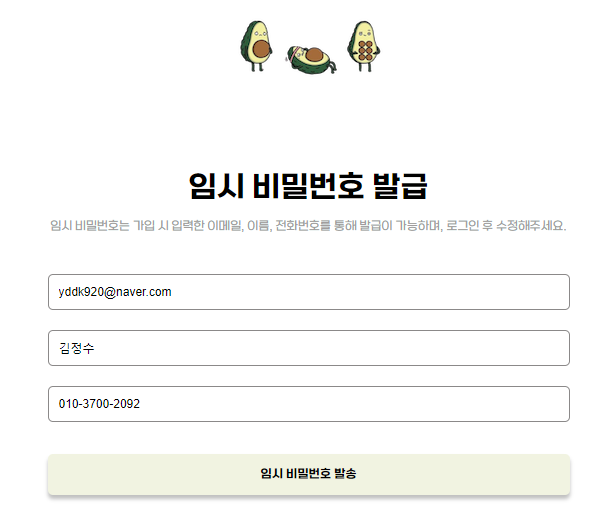 임시 비밀번호 발급
임시 비밀번호는 가입 시 입력한 이메일, 이름, 전화번호를 통해 발급이 가능하며, 로그인 후 수정해주세요.
yddk920@naver.com
김정수
010-3700-2092
임시 비밀번호 발송